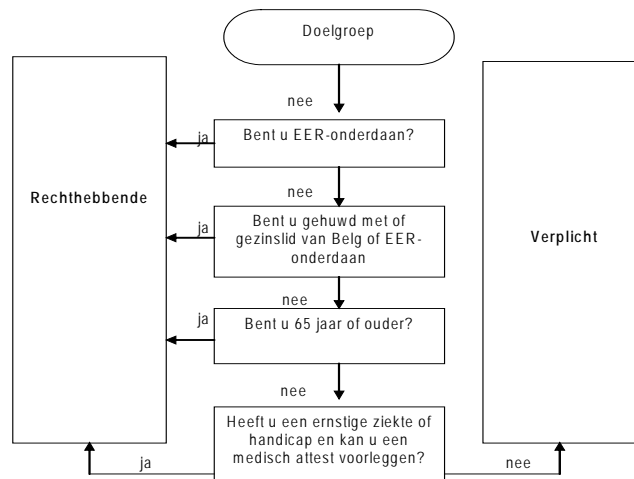 Doelgroep
nee
Bent u EER-onderdaan?
ja
nee
Rechthebbende
Bent u gehuwd met of
gezinslid van Belg of EER-
onderdaan
ja
Verplicht
nee
Bent u 65 jaar of ouder?
ja
nee
Heeft u een ernstige ziekte of
handicap en kan u een
medisch attest voorleggen?
ja
nee